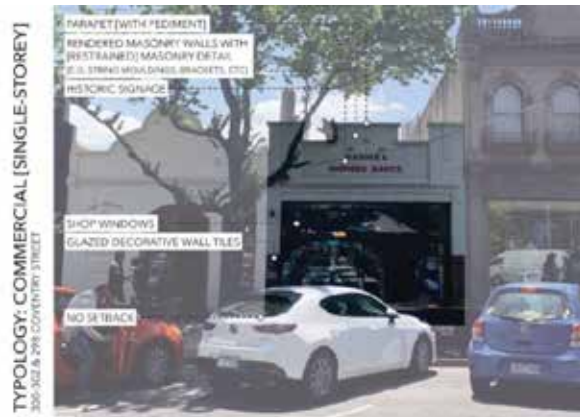 TYPOLOGY: COMMERCIAL [SINGLE-STOREY]
300-302 & 298 COVENTRY STREET
PARAPET [WITH PEDIMENT]
RENDERED MASONRY WALLS WITH
[RESTRAINED] MASONRY DETAIL
[E.G. STRING MOULDINGS, BRACKETS, ETC]
HISTORIC SIGNAGE
SHOP WINDOWS
GLAZED DECORATIVE WALL TILES
NO SETBACK